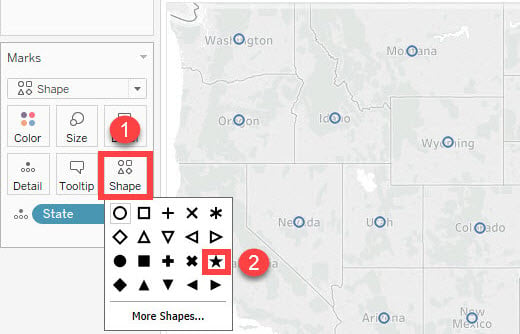 Marks
Shape
Color
Size
1
Detail
Tooltip
Shape
State
2
More Shapes...
Washington
Montana
Oregon
Idaho
Wyoming
Nevada
Utah
Colorado
Arizona
New
Mexico